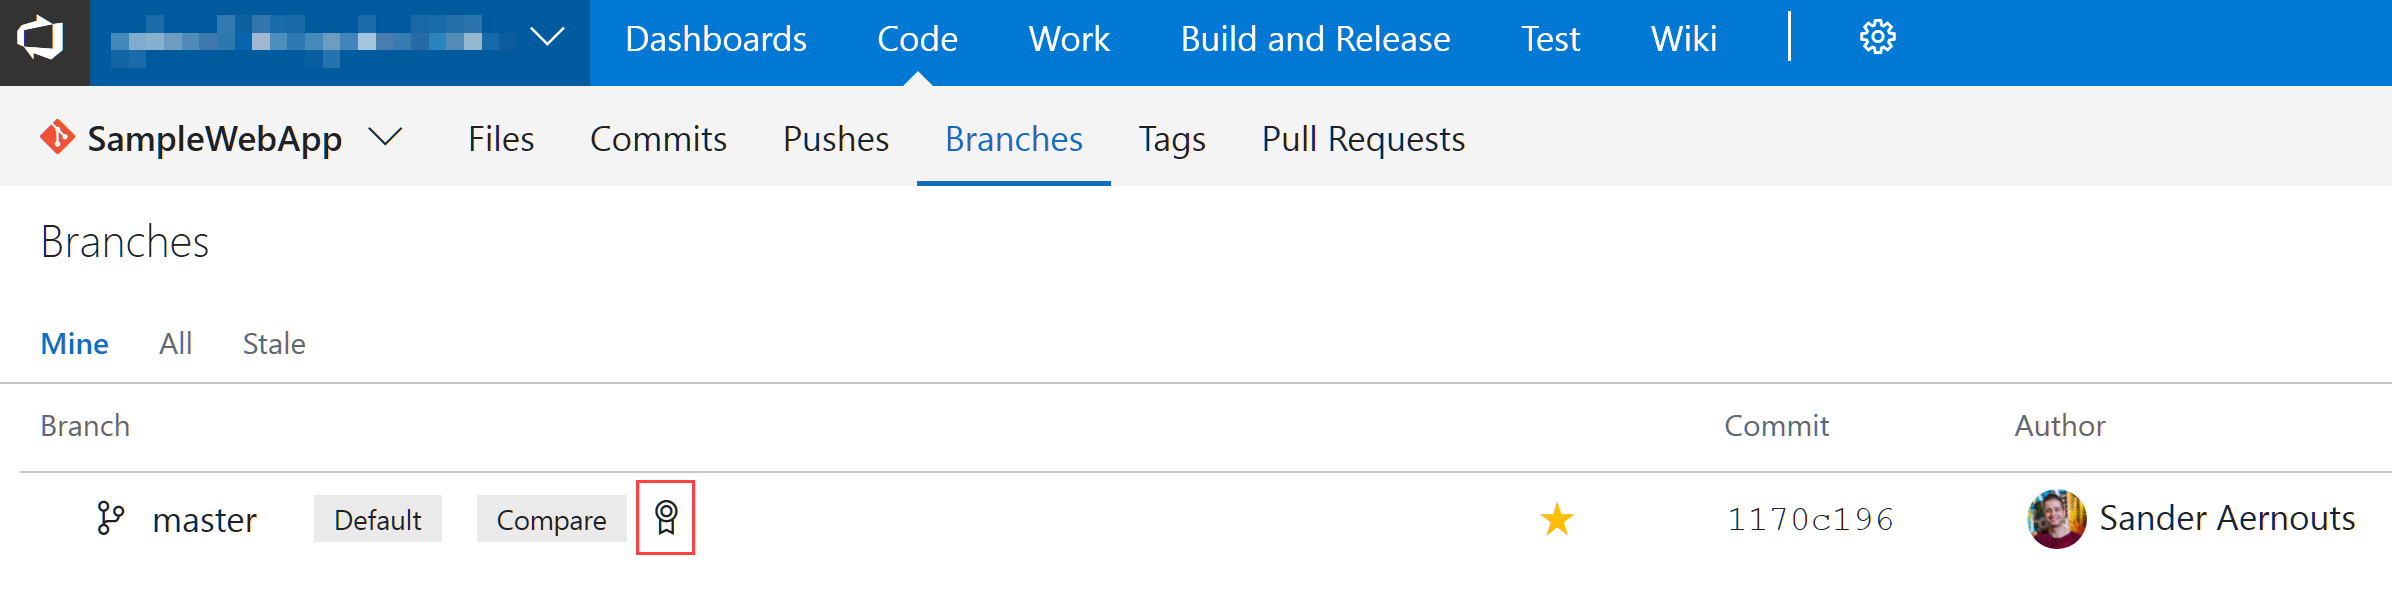 Dashboards Code Work Build and Release Test Wiki
SampleWebApp Files Commits Pushes Branches Tags Pull Requests
Branches
Mine All Stale
Branch Commit Author
master Default Compare 1170c196 Sander Aernouts